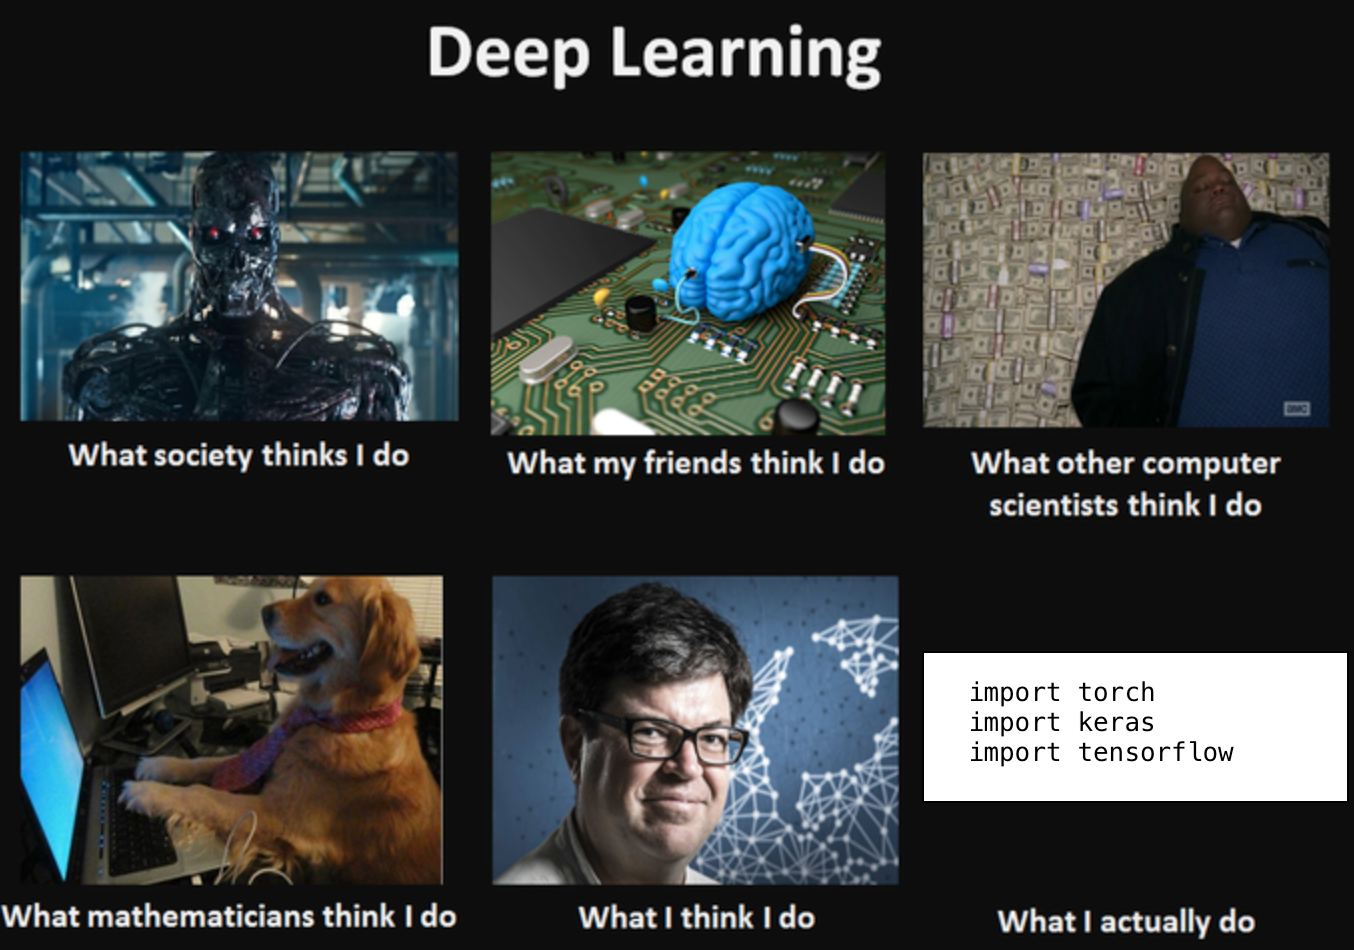 Deep Learning
What society thinks I do
What my friends think I do
What other computer
scientists think I do
aMC
What mathematicians think I do
What I think I do
import torch
import keras
import tensorflow
What I actually do